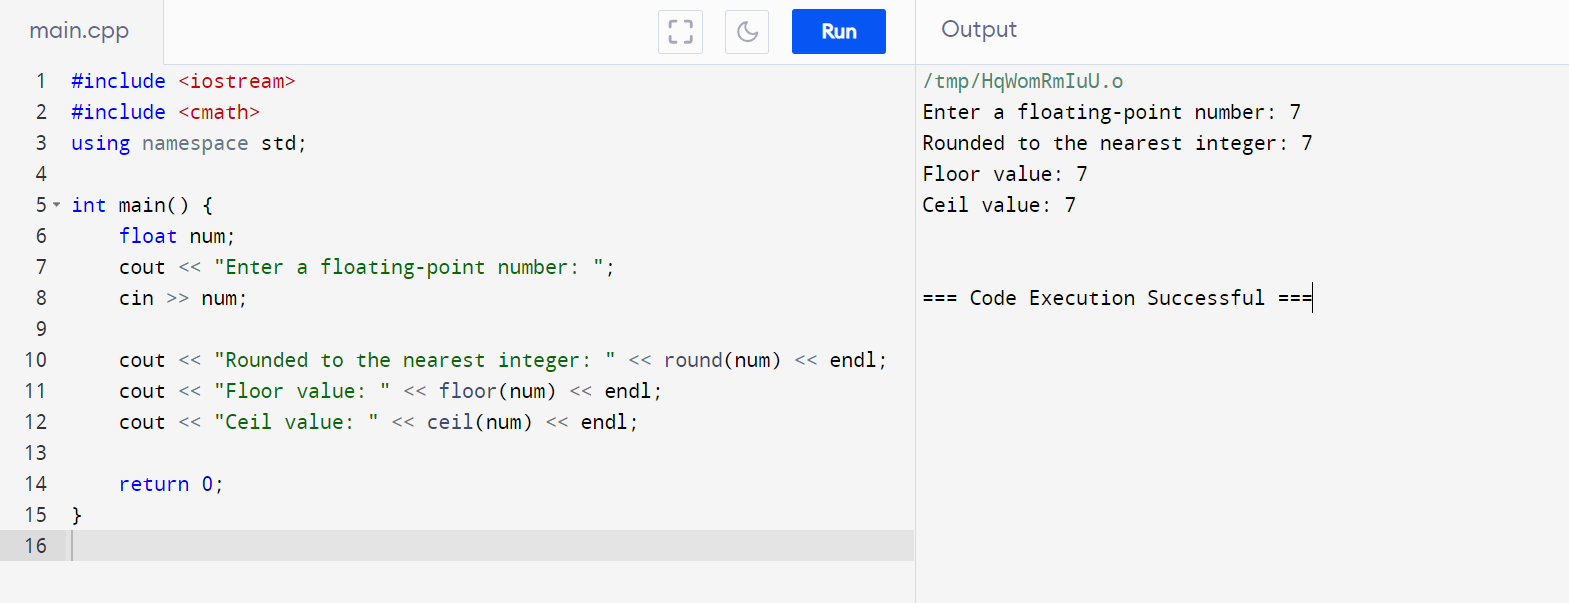 main.cpp
Run
Output
1 #include <iostream>
2 #include <cmath>
3 using namespace std;
4
5 int main() {
6     float num;
7     cout << "Enter a floating-point number: ";
8     cin >> num;
9
10     cout << "Rounded to the nearest integer: " << round(num) << endl;
11     cout << "Floor value: " << floor(num) << endl;
12     cout << "Ceil value: " << ceil(num) << endl;
13
14     return 0;
15 }
16
/tmp/HqWomRmIuU.o
Enter a floating-point number: 7
Rounded to the nearest integer: 7
Floor value: 7
Ceil value: 7
=== Code Execution Successful ===